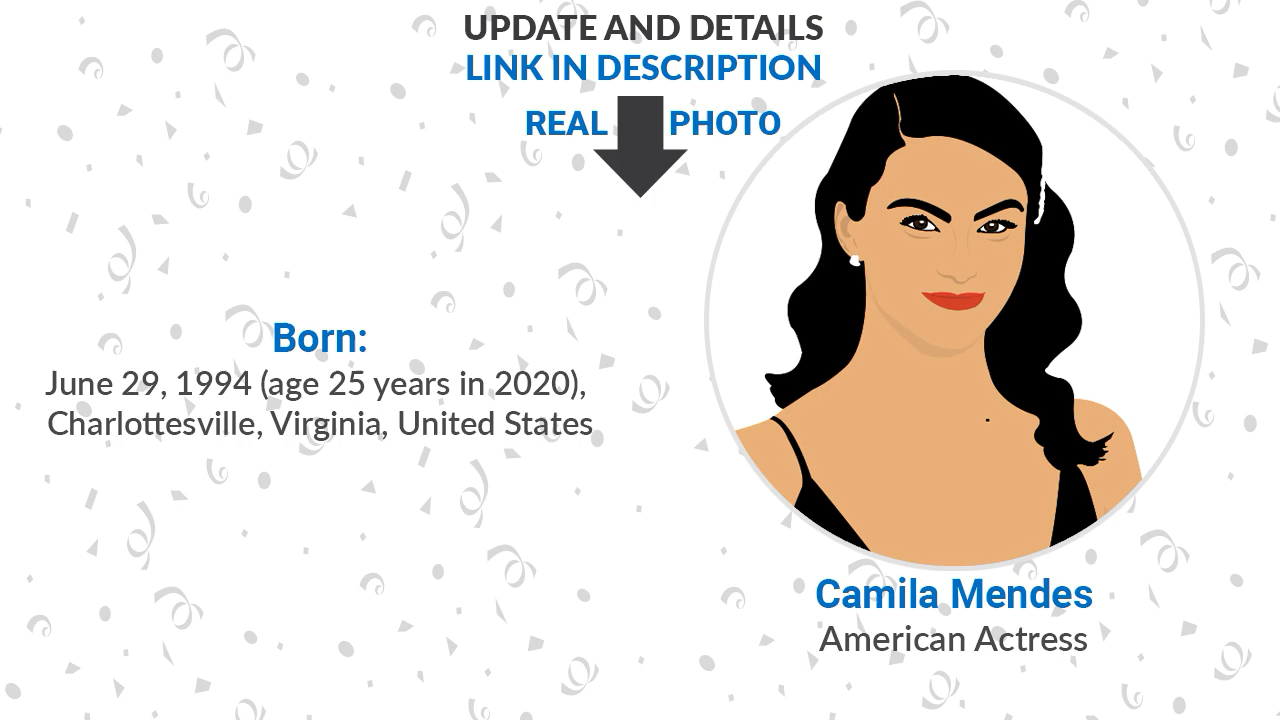 UPDATE AND DETAILS
LINK IN DESCRIPTION
REAL PHOTO
Born:
June 29, 1994 (age 25 years in 2020),
Charlottesville, Virginia, United States
Camila Mendes
American Actress